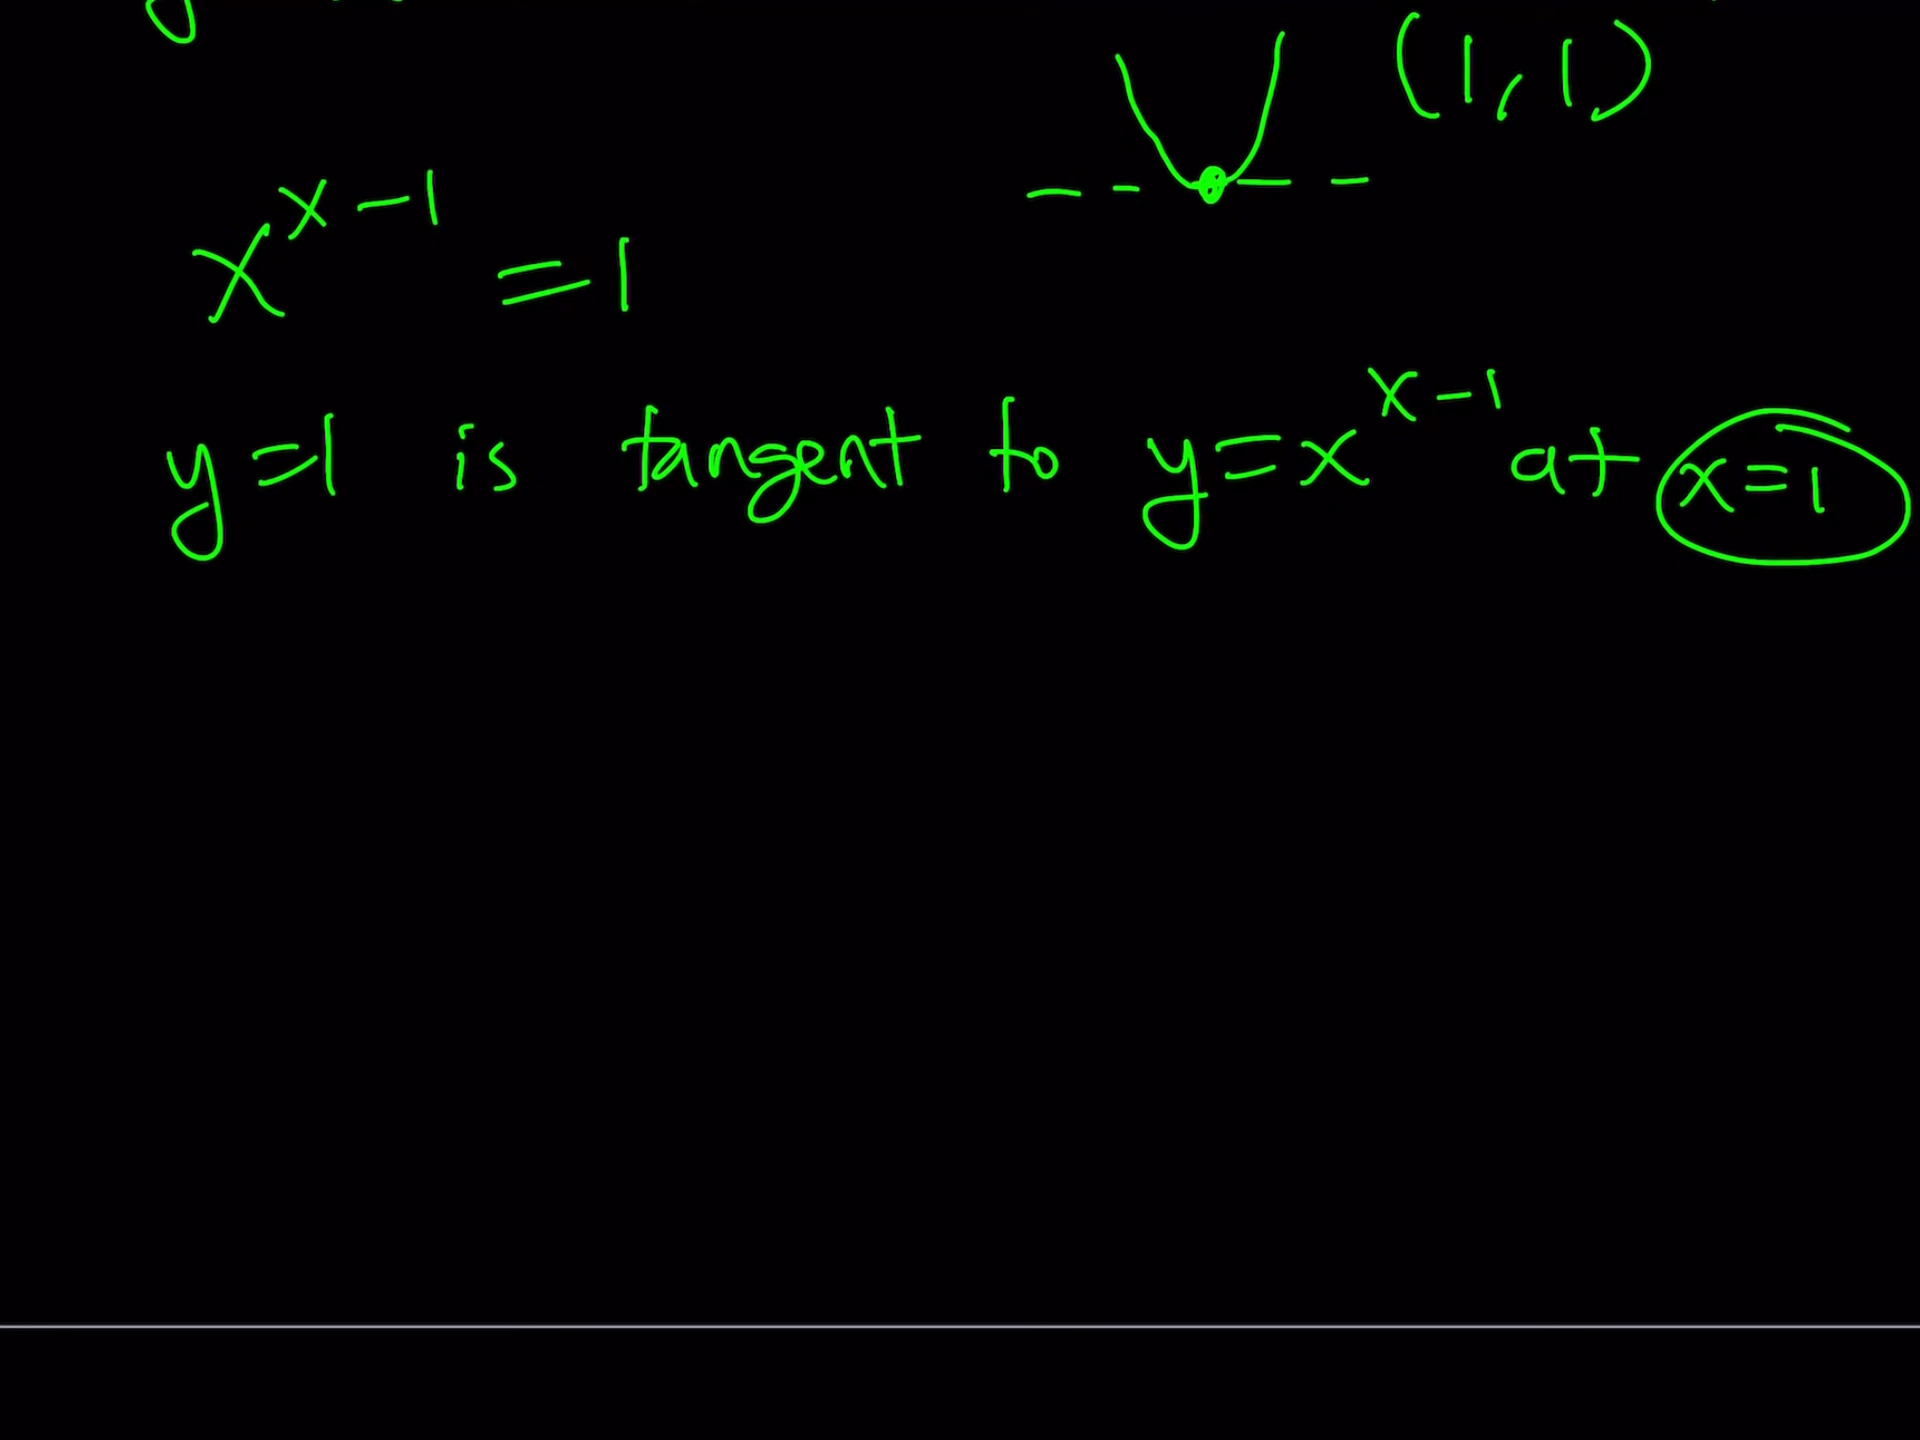 (1,1)
x^{x-1} = 1
y=1 is tangent to y=x^{x-1} at x=1